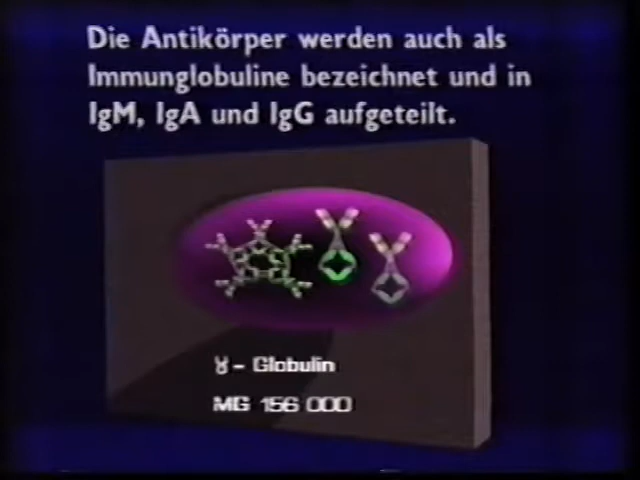 Die Antikörper werden auch als
Immunglobuline bezeichnet und in
IgM, IgA und IgG aufgeteilt.
γ - Globulin
MG 156 000